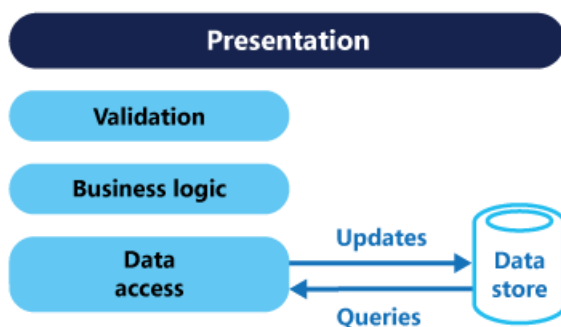 Presentation
Validation
Business logic
Data
access
Updates
Queries
Data
store